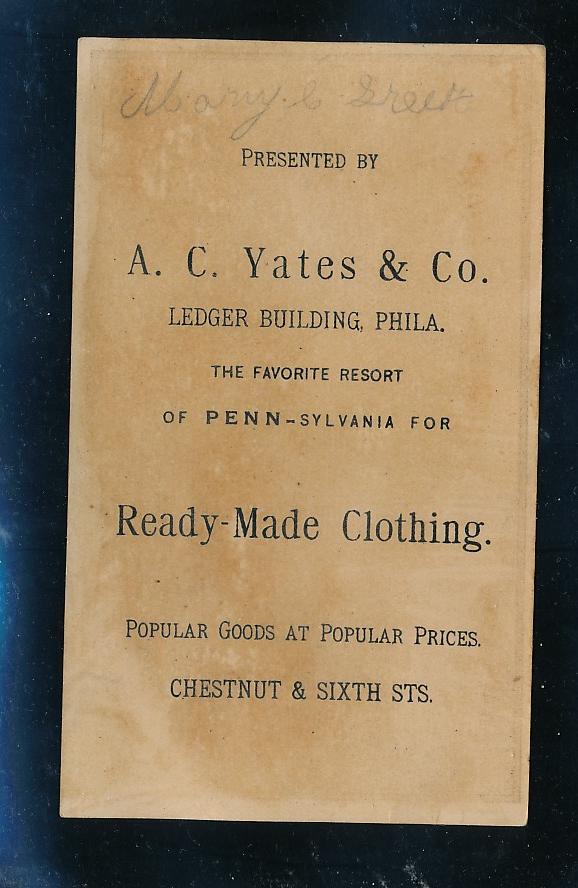 Mary C Green
PRESENTED BY
A. C. Yates & Co.
LEDGER BUILDING, PHILA.
THE FAVORITE RESORT
OF PENN-SYLVANIA FOR
Ready-Made Clothing.
POPULAR GOODS AT POPULAR PRICES.
CHESTNUT & SIXTH STS.